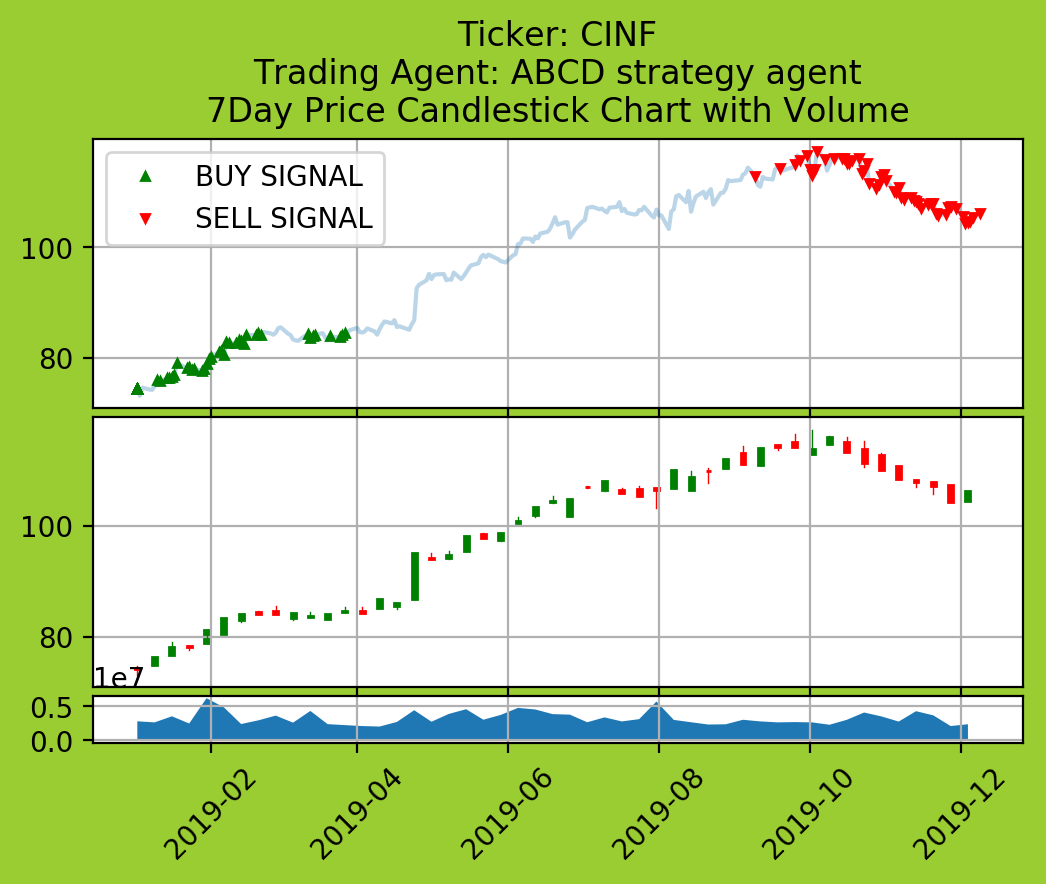 Ticker: CINF
Trading Agent: ABCD strategy agent
7Day Price Candlestick Chart with Volume
BUY SIGNAL
SELL SIGNAL
100
80
100
80
1e7
0.5
0.0
2019-02
2019-04
2019-06
2019-08
2019-10
2019-12